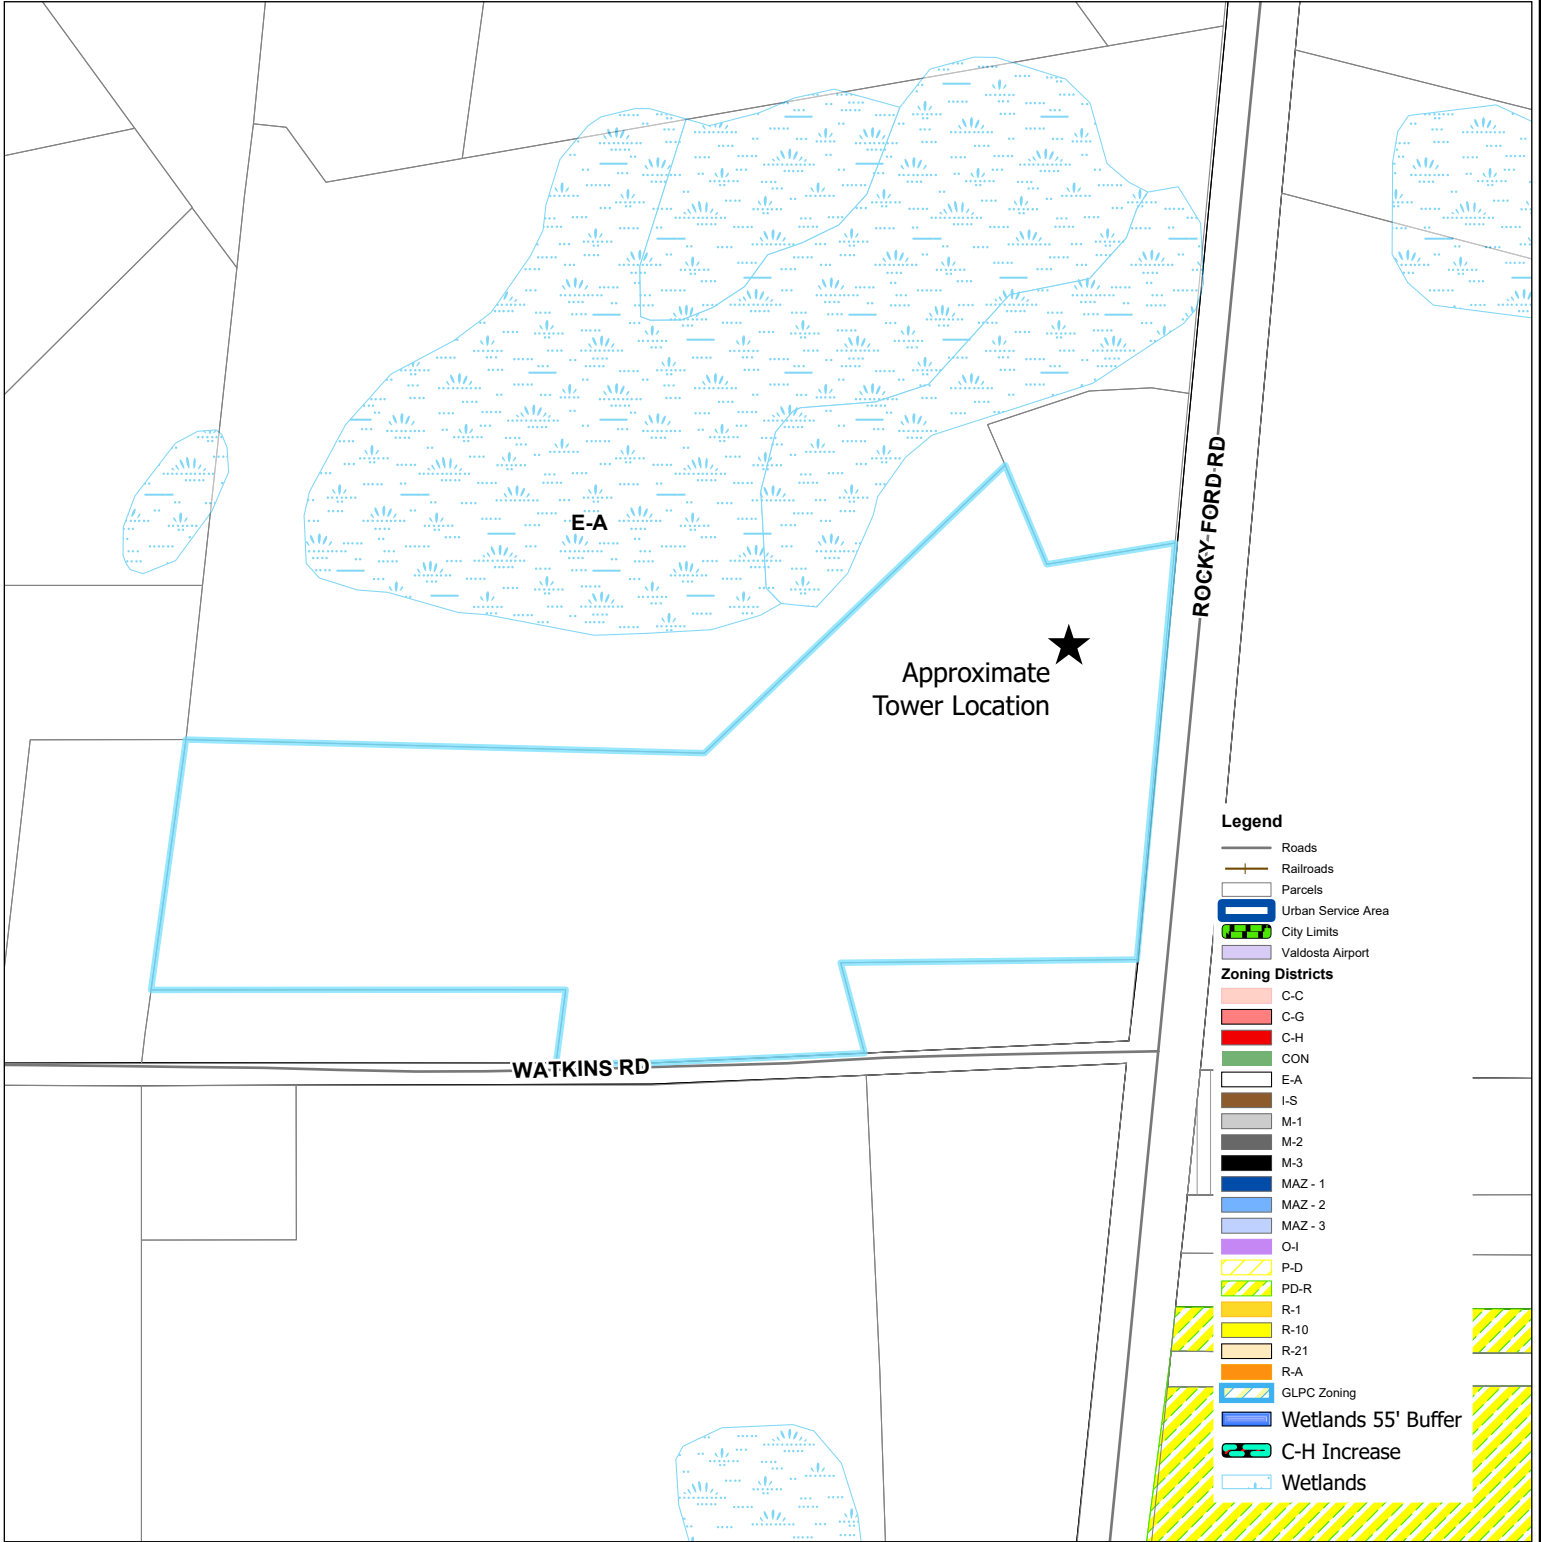 E-A
ROCKY FORD RD
Approximate
Tower Location
WATKINS RD
Legend
Roads
Railroads
Parcels
Urban Service Area
City Limits
Valdosta Airport
Zoning Districts
C-C
C-G
C-H
CON
E-A
I-S
M-1
M-2
M-3
MAZ - 1
MAZ - 2
MAZ - 3
O-I
P-D
PD-R
R-1
R-10
R-21
R-A
GLPC Zoning
Wetlands 55' Buffer
C-H Increase
Wetlands